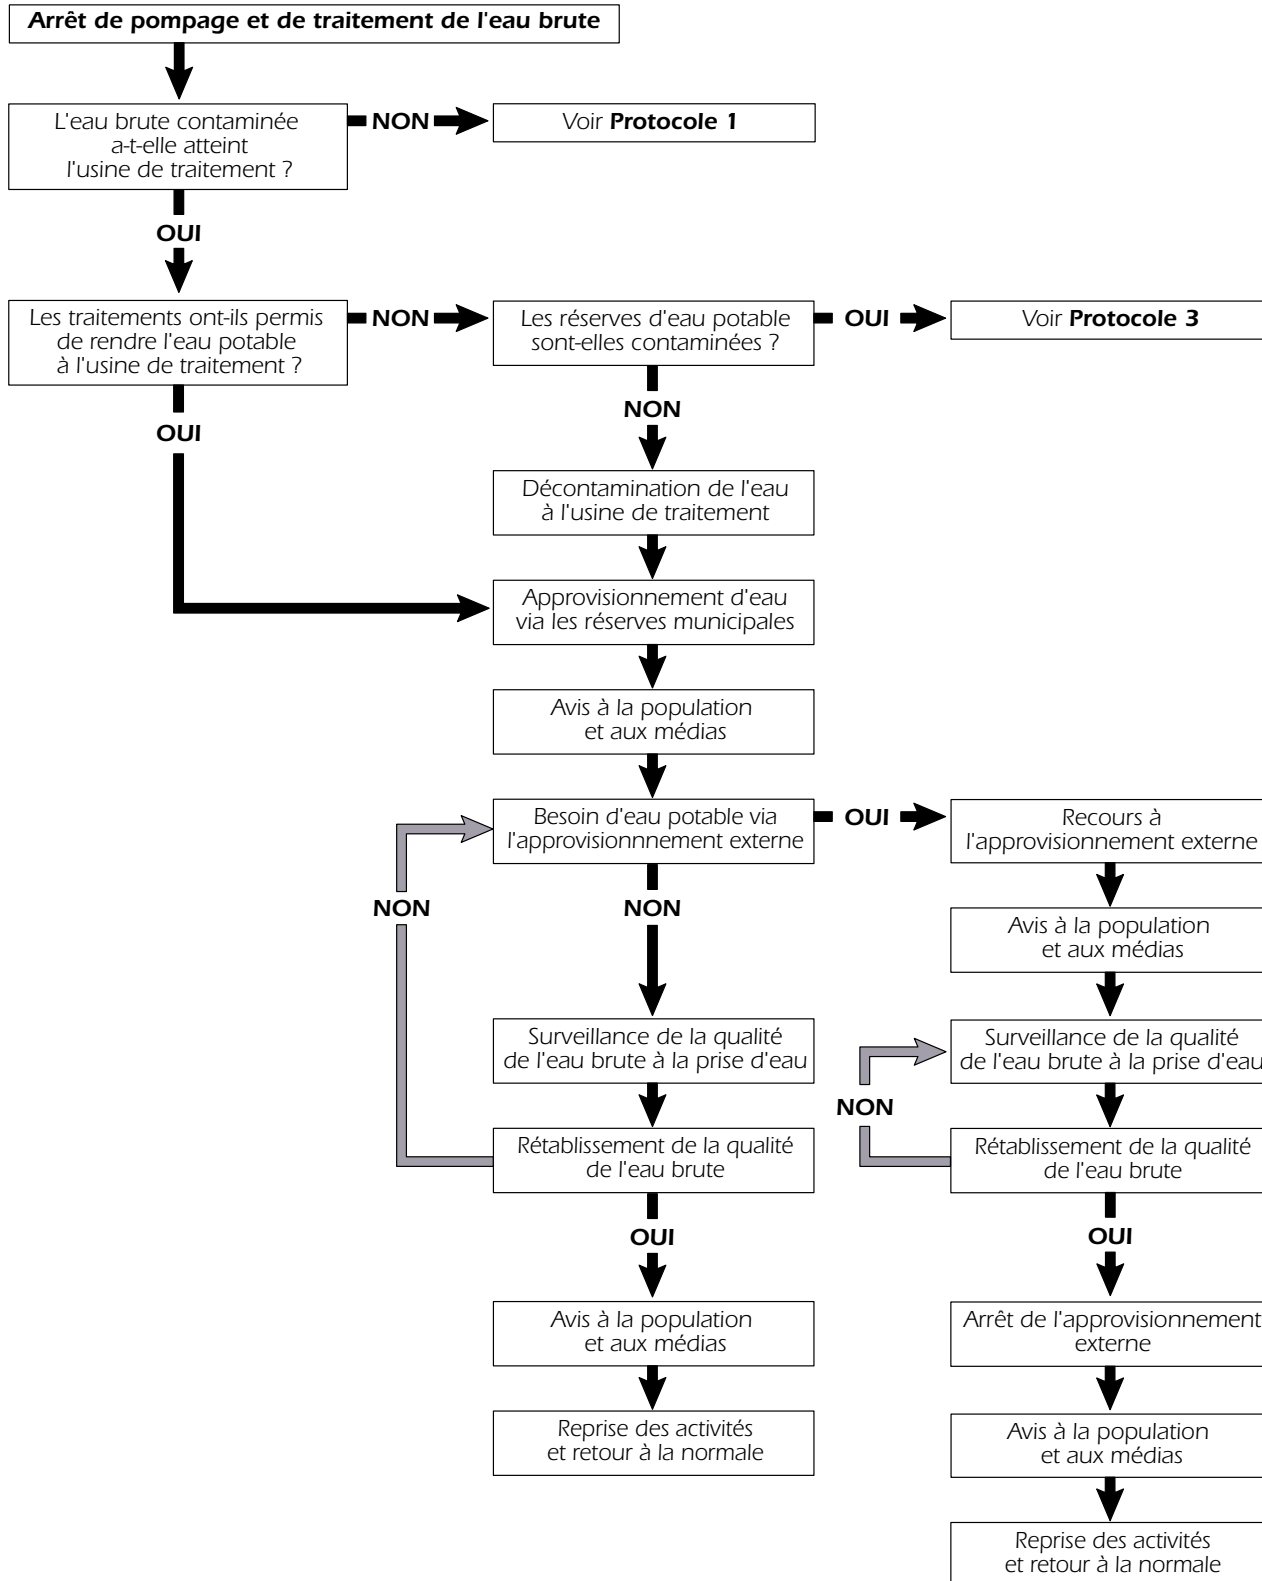 Arrêt de pompage et de traitement de l'eau brute
L'eau brute contaminée
a-t-elle atteint
l'usine de traitement ?
NON
Voir Protocole 1
OUI
Les traitements ont-ils permis
de rendre l'eau potable
à l'usine de traitement ?
NON
Les réserves d'eau potable
sont-elles contaminées ?
OUI
Voir Protocole 3
OUI
NON
Décontamination de l'eau
à l'usine de traitement
Approvisionnement d'eau
via les réserves municipales
Avis à la population
et aux médias
Besoin d'eau potable via
l'approvisionnnement externe
OUI
Recours à
l'approvisionnement externe
NON
NON
Avis à la population
et aux médias
Surveillance de la qualité
de l'eau brute à la prise d'eau
Surveillance de la qualité
de l'eau brute à la prise d'eau
NON
Rétablissement de la qualité
de l'eau brute
Rétablissement de la qualité
de l'eau brute
OUI
OUI
Avis à la population
et aux médias
Arrêt de l'approvisionnement
externe
Reprise des activités
et retour à la normale
Avis à la population
et aux médias
Reprise des activités
et retour à la normale